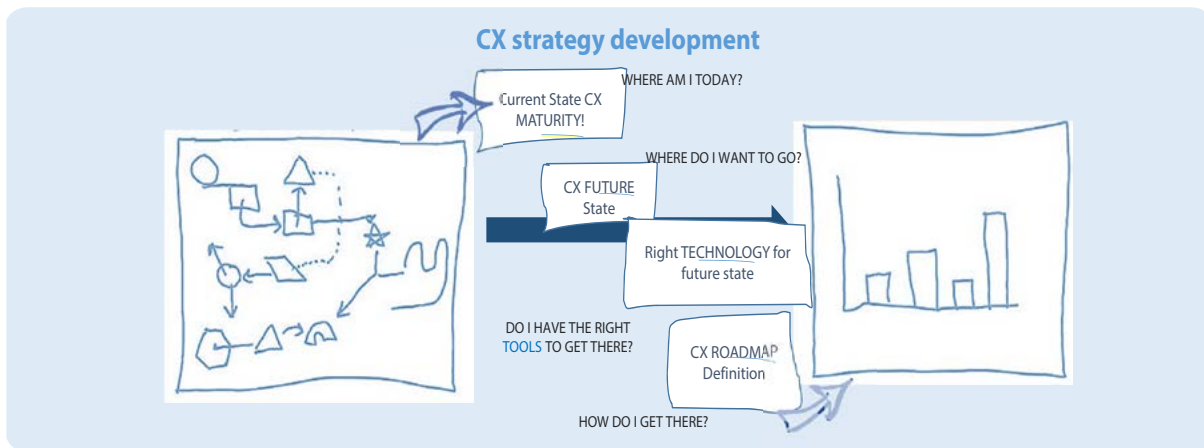 CX strategy development
WHERE AM I TODAY?
Current State CX
MATURITY!
WHERE DO I WANT TO GO?
CX FUTURE
State
Right TECHNOLOGY for
future state
DO I HAVE THE RIGHT
TOOLS TO GET THERE?
CX ROADMAP
Definition
HOW DO I GET THERE?